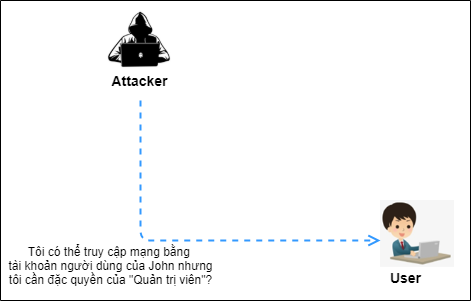 Attacker
Tôi có thể truy cập mạng bằng
tài khoản người dùng của John nhưng
tôi cần đặc quyền của "Quản trị viên"?
User